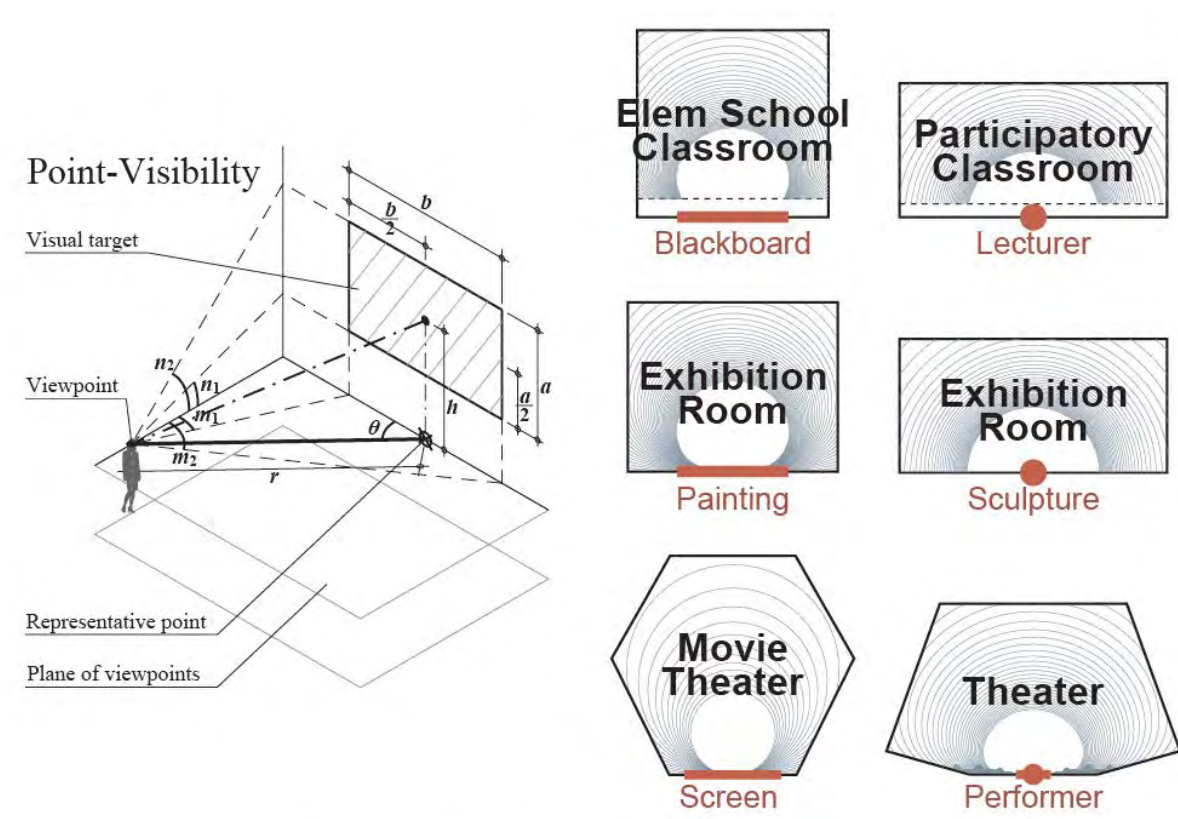 Point-Visibility
Visual target
Viewpoint
Representative point
Plane of viewpoints
b
b
2
n2
n1
m1
m2
θ
r
h
a
2
a
Elem School
Classroom
Blackboard
Participatory
Classroom
Lecturer
Exhibition
Room
Painting
Exhibition
Room
Sculpture
Movie
Theater
Screen
Theater
Performer